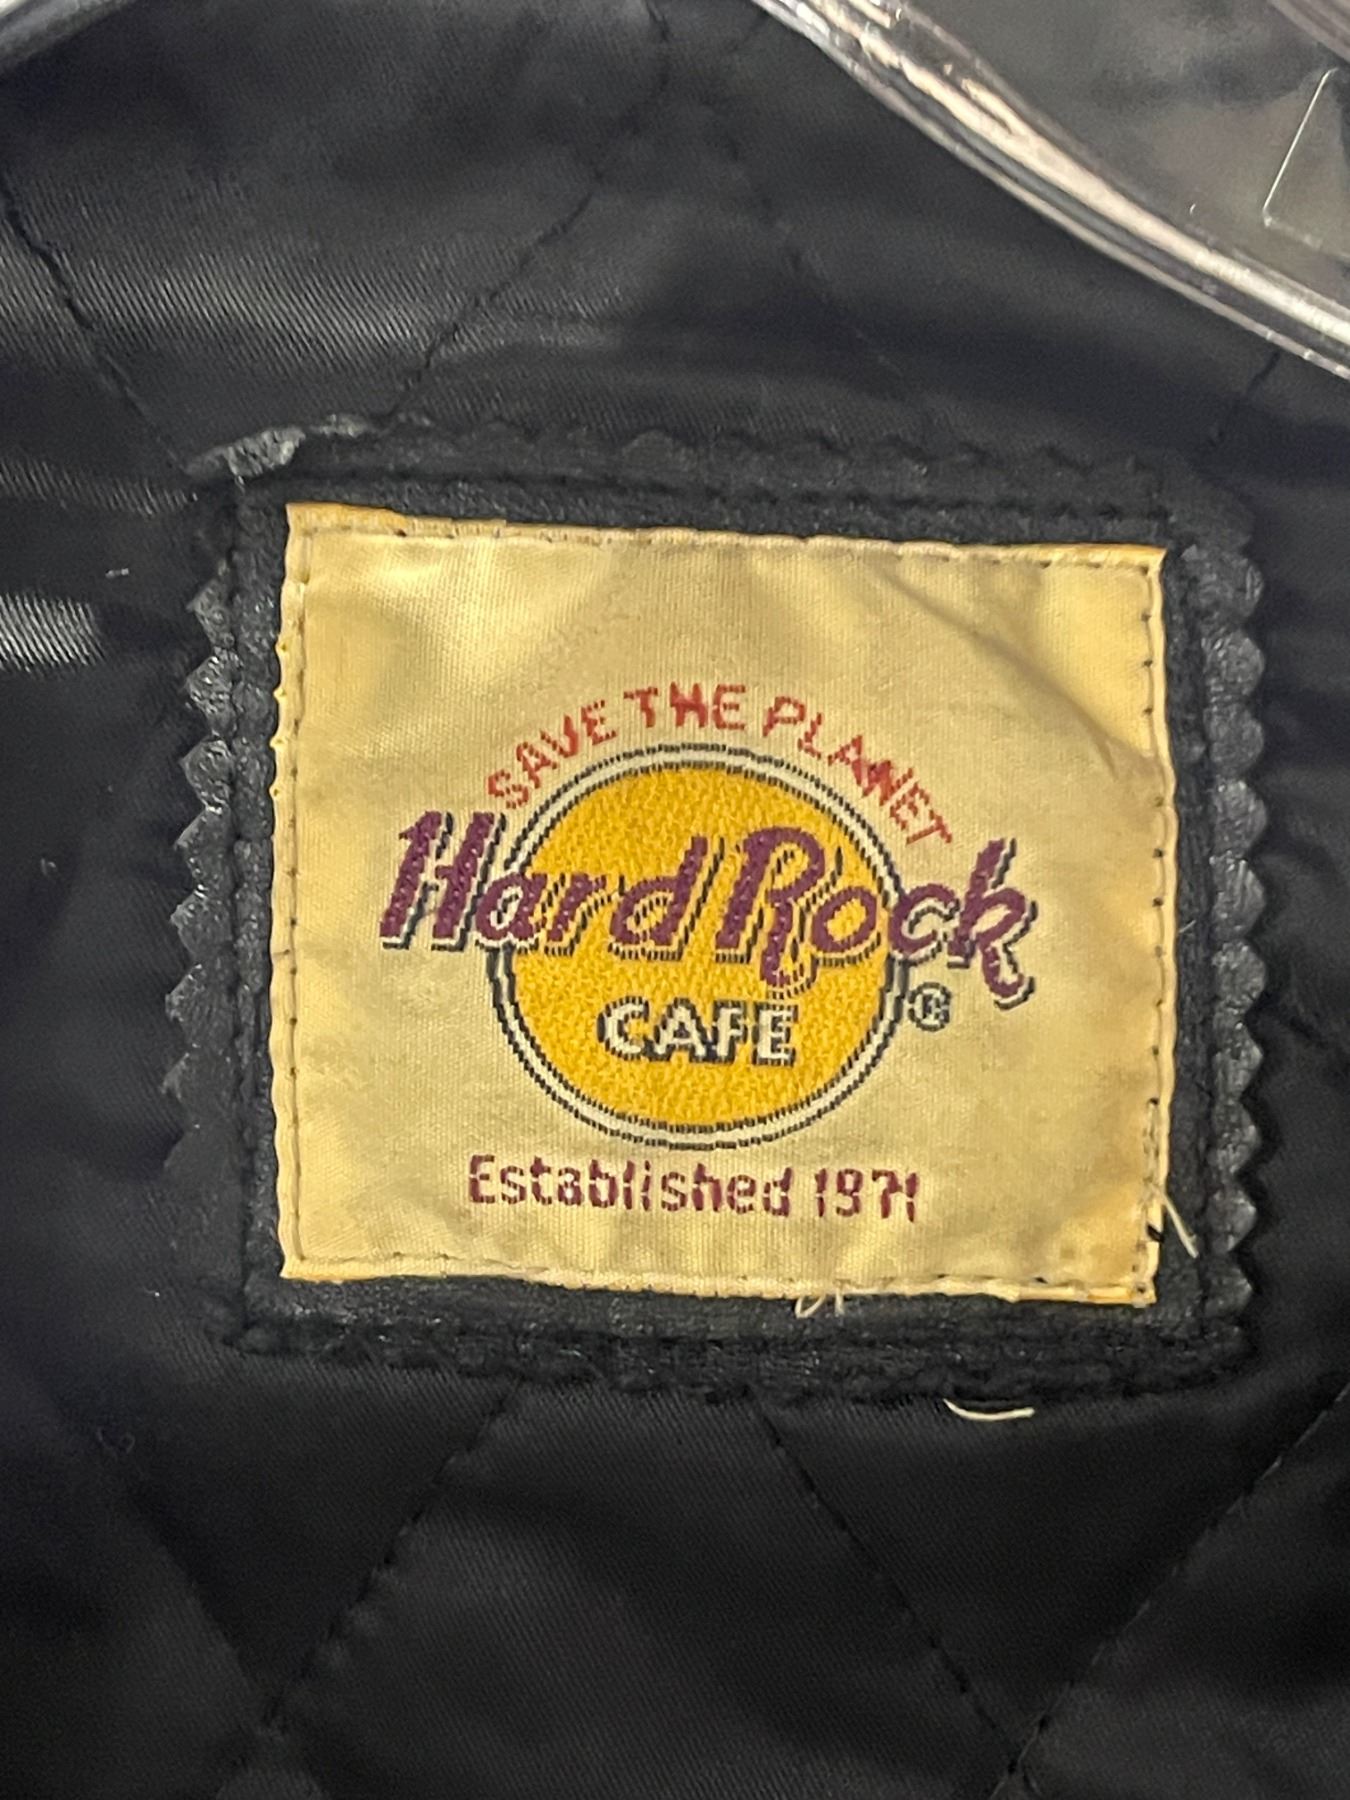 SAVE THE PLANET
Hard Rock
CAFE
®
Established 1971